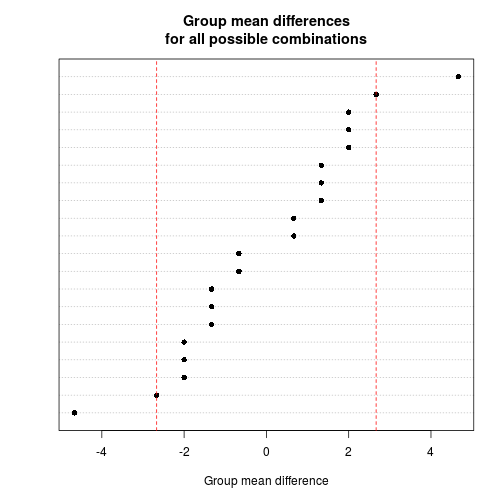 Group mean differences
for all possible combinations
-4 -2 0 2 4
Group mean difference